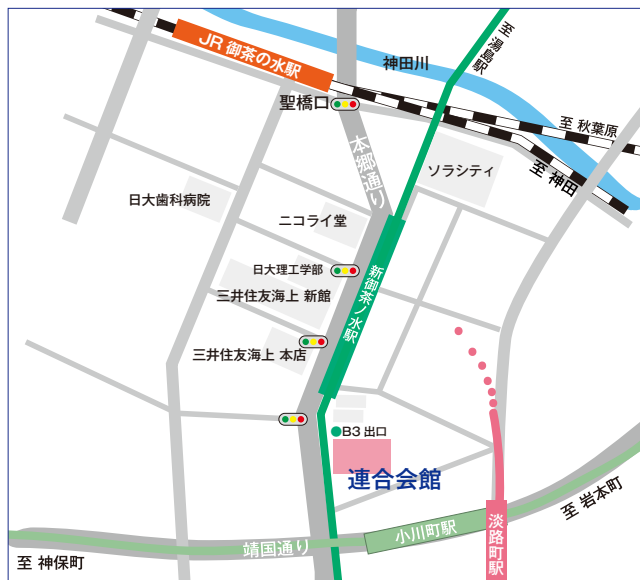 JR 御茶の水駅
神田川
至 湯島駅
聖橋口
至 秋葉原
本郷通り
ソラシティ
至 神田
日大歯科病院
ニコライ堂
日大理工学部
新御茶ノ水駅
三井住友海上 新館
三井住友海上 本店
B3 出口
連合会館
至 岩本町
小川町駅
淡路町駅
靖国通り
至 神保町